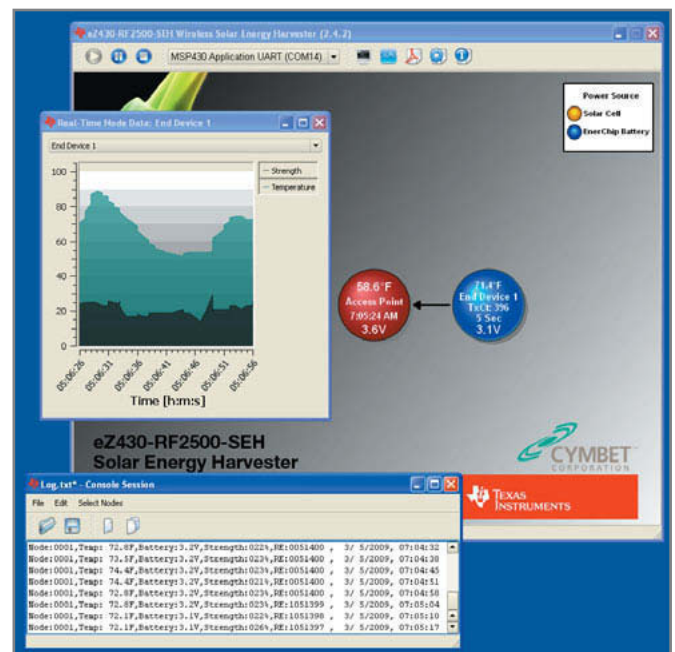 eZ430-RF2500-SEH Wireless Solar Energy Harvester (2.4.2)
MSP430 Application UART (COM14)
Power Source
Solar Cell
EnerChip Battery
Real-Time Node Data: End Device 1
End Device 1
Strength
Temperature
100
80
60
40
20
0
05:06:26
05:06:31
05:06:36
05:06:41
05:06:46
05:06:51
05:06:56
Time [h:m:s]
58.6°F
Access Point
7:05:24 AM
3.6V
71.4°F
End Device 1
TxCt: 396
5 Sec
3.1V
eZ430-RF2500-SEH
Solar Energy Harvester
CYMBET
CORPORATION
TEXAS
INSTRUMENTS
Log.txt* - Console Session
File Edit Select Nodes
Node:0001,Temp: 72.8F,Battery:3.2V,Strength:022%,RE:0051400 , 3/ 5/2009, 07:04:32
Node:0001,Temp: 73.5F,Battery:3.2V,Strength:023%,RE:0051400 , 3/ 5/2009, 07:04:38
Node:0001,Temp: 74.4F,Battery:3.2V,Strength:023%,RE:0051400 , 3/ 5/2009, 07:04:45
Node:0001,Temp: 74.4F,Battery:3.2V,Strength:021%,RE:0051400 , 3/ 5/2009, 07:04:51
Node:0001,Temp: 72.8F,Battery:3.2V,Strength:023%,RE:0051400 , 3/ 5/2009, 07:04:58
Node:0001,Temp: 72.8F,Battery:3.2V,Strength:023%,RE:1051399 , 3/ 5/2009, 07:05:04
Node:0001,Temp: 72.1F,Battery:3.1V,Strength:022%,RE:1051398 , 3/ 5/2009, 07:05:10
Node:0001,Temp: 72.1F,Battery:3.1V,Strength:026%,RE:1051397 , 3/ 5/2009, 07:05:17